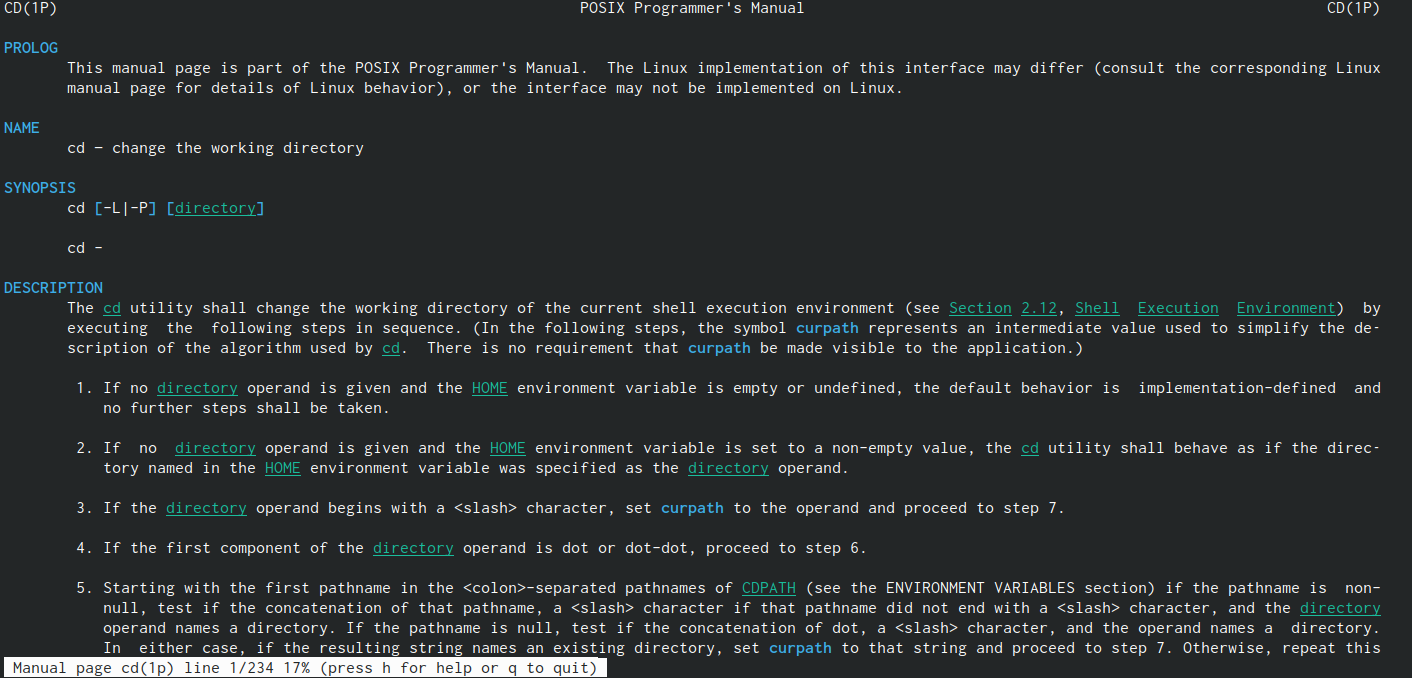 CD(1P) POSIX Programmer's Manual CD(1P)
PROLOG
This manual page is part of the POSIX Programmer's Manual.  The Linux implementation of this interface may differ (consult the corresponding Linux
manual page for details of Linux behavior), or the interface may not be implemented on Linux.
NAME
cd — change the working directory
SYNOPSIS
cd [-L|-P] [directory]
cd -
DESCRIPTION
The cd utility shall change the working directory of the current shell execution environment (see Section 2.12, Shell  Execution  Environment)  by
executing  the  following steps in sequence. (In the following steps, the symbol curpath represents an intermediate value used to simplify the de-
scription of the algorithm used by cd.  There is no requirement that curpath be made visible to the application.)
1. If no directory operand is given and the HOME environment variable is empty or undefined, the default behavior is  implementation-defined  and
no further steps shall be taken.
2. If  no  directory operand is given and the HOME environment variable is set to a non-empty value, the cd utility shall behave as if the direc-
tory named in the HOME environment variable was specified as the directory operand.
3. If the directory operand begins with a <slash> character, set curpath to the operand and proceed to step 7.
4. If the first component of the directory operand is dot or dot-dot, proceed to step 6.
5. Starting with the first pathname in the <colon>-separated pathnames of CDPATH (see the ENVIRONMENT VARIABLES section) if the pathname is  non-
null, test if the concatenation of that pathname, a <slash> character if that pathname did not end with a <slash> character, and the directory
operand names a directory. If the pathname is null, test if the concatenation of dot, a <slash> character, and the operand names a  directory.
In  either case, if the resulting string names an existing directory, set curpath to that string and proceed to step 7. Otherwise, repeat this
Manual page cd(1p) line 1/234 17% (press h for help or q to quit)